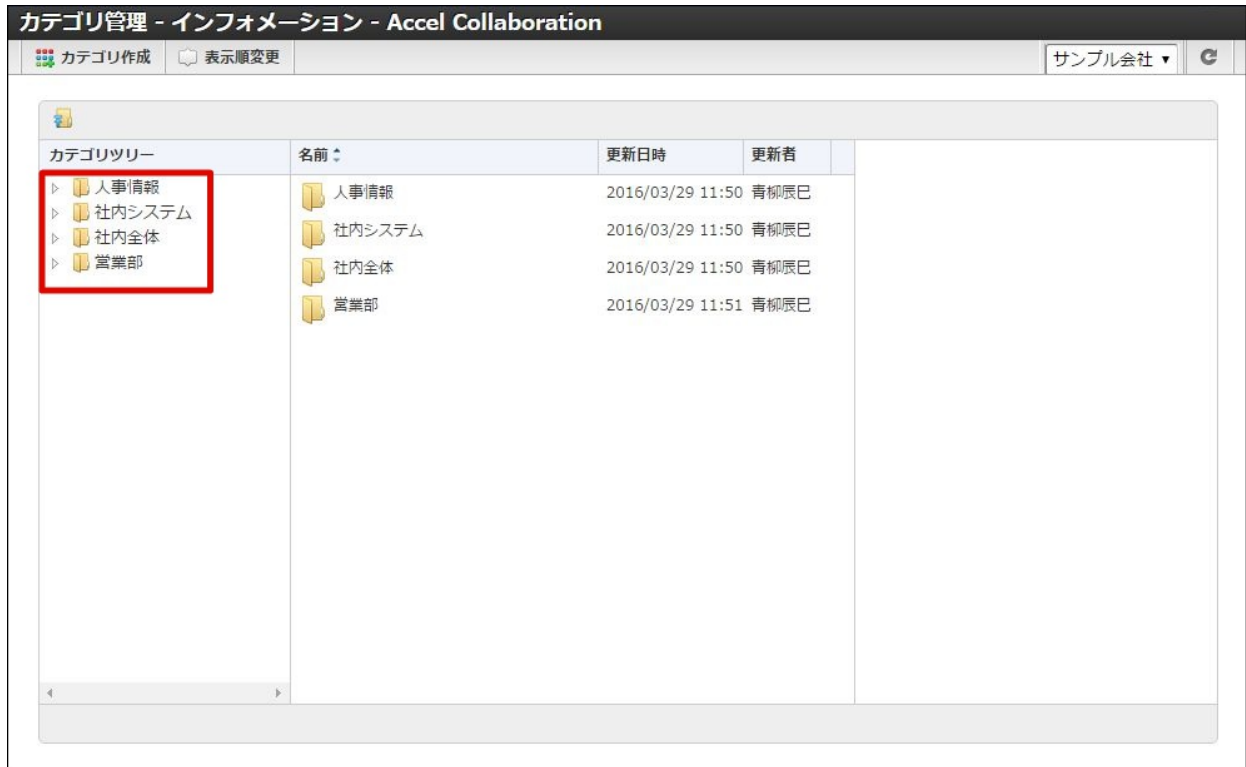 カテゴリ管理 - インフォメーション - Accel Collaboration
カテゴリ作成 表示順変更 サンプル会社
カテゴリツリー 名前 更新日時 更新者
人事情報
社内システム
社内全体
営業部
人事情報 2016/03/29 11:50 青柳辰巳
社内システム 2016/03/29 11:50 青柳辰巳
社内全体 2016/03/29 11:50 青柳辰巳
営業部 2016/03/29 11:51 青柳辰巳